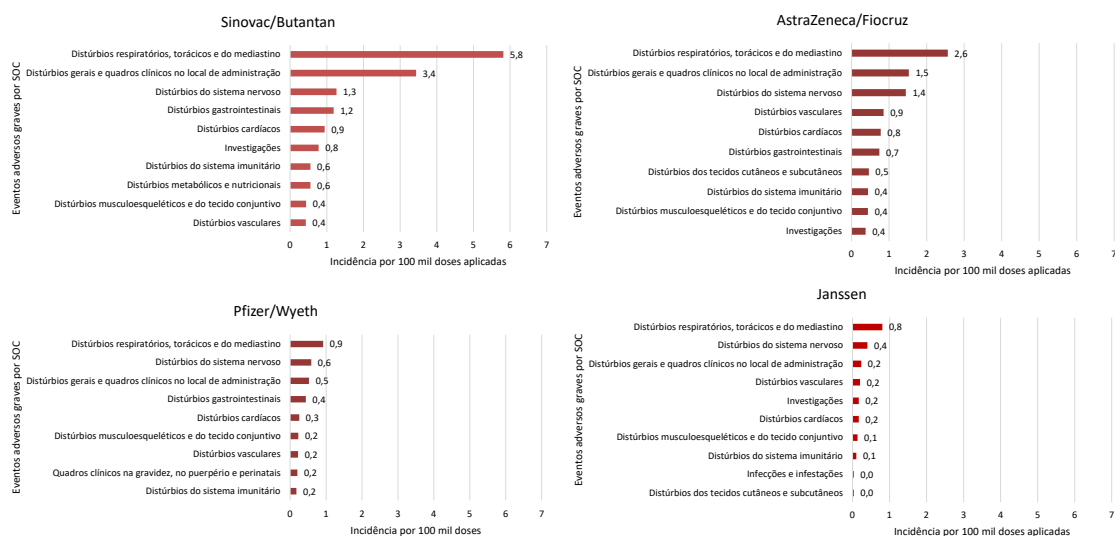 Sinovac/Butantan
Eventos adversos graves por SOC
Distúrbios respiratórios, torácicos e do mediastino 5,8
Distúrbios gerais e quadros clínicos no local de administração 3,4
Distúrbios do sistema nervoso 1,3
Distúrbios gastrointestinais 1,2
Distúrbios cardíacos 0,9
Investigações 0,8
Distúrbios do sistema imunitário 0,6
Distúrbios metabólicos e nutricionais 0,6
Distúrbios musculoesqueléticos e do tecido conjuntivo 0,4
Distúrbios vasculares 0,4
0 1 2 3 4 5 6 7
Incidência por 100 mil doses aplicadas
AstraZeneca/Fiocruz
Eventos adversos graves por SOC
Distúrbios respiratórios, torácicos e do mediastino 2,6
Distúrbios gerais e quadros clínicos no local de administração 1,5
Distúrbios do sistema nervoso 1,4
Distúrbios vasculares 0,9
Distúrbios cardíacos 0,8
Distúrbios gastrointestinais 0,7
Distúrbios dos tecidos cutâneos e subcutâneos 0,5
Distúrbios do sistema imunitário 0,4
Distúrbios musculoesqueléticos e do tecido conjuntivo 0,4
Investigações 0,4
0 1 2 3 4 5 6 7
Incidência por 100 mil doses aplicadas
Pfizer/Wyeth
Eventos adversos graves por SOC
Distúrbios respiratórios, torácicos e do mediastino 0,9
Distúrbios do sistema nervoso 0,6
Distúrbios gerais e quadros clínicos no local de administração 0,5
Distúrbios gastrointestinais 0,4
Distúrbios cardíacos 0,3
Distúrbios musculoesqueléticos e do tecido conjuntivo 0,2
Distúrbios vasculares 0,2
Quadros clínicos na gravidez, no puerpério e perinatais 0,2
Distúrbios do sistema imunitário 0,2
0 1 2 3 4 5 6 7
Incidência por 100 mil doses
Janssen
Eventos adversos graves por SOC
Distúrbios respiratórios, torácicos e do mediastino 0,8
Distúrbios do sistema nervoso 0,4
Distúrbios gerais e quadros clínicos no local de administração 0,2
Distúrbios vasculares 0,2
Investigações 0,2
Distúrbios cardíacos 0,2
Distúrbios musculoesqueléticos e do tecido conjuntivo 0,1
Distúrbios do sistema imunitário 0,1
Infecções e infestações 0,0
Distúrbios dos tecidos cutâneos e subcutâneos 0,0
0 1 2 3 4 5 6 7
Incidência por 100 mil doses aplicadas